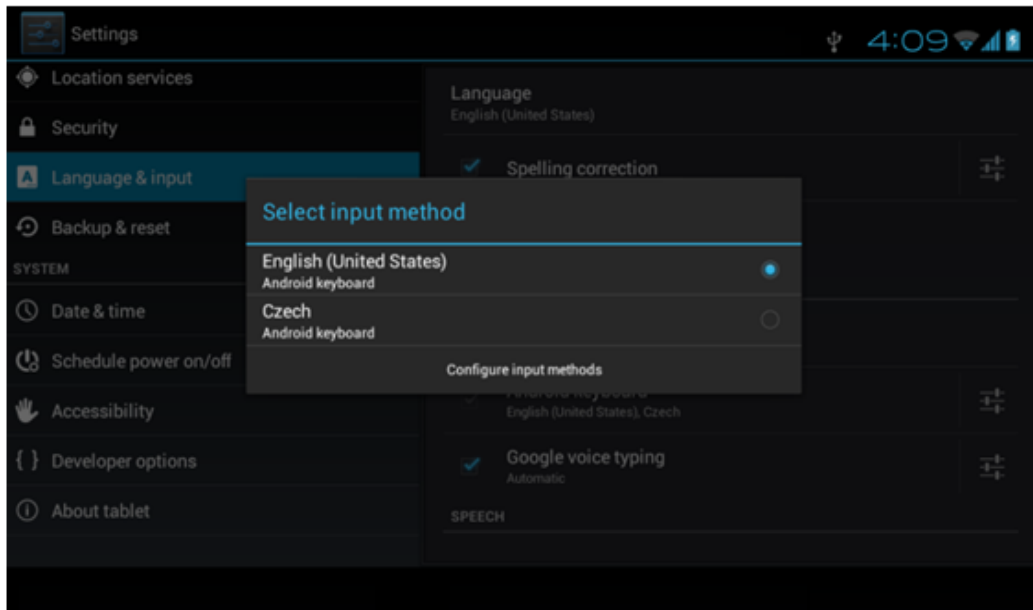 Settings
4:09
Location services
Security
Language & input
Backup & reset
SYSTEM
Date & time
Schedule power on/off
Accessibility
Developer options
About tablet
Language
English (United States)
Spelling correction
Select input method
English (United States)
Android keyboard
Czech
Android keyboard
Configure input methods
Android keyboard
English (United States), Czech
Google voice typing
Automatic
SPEECH